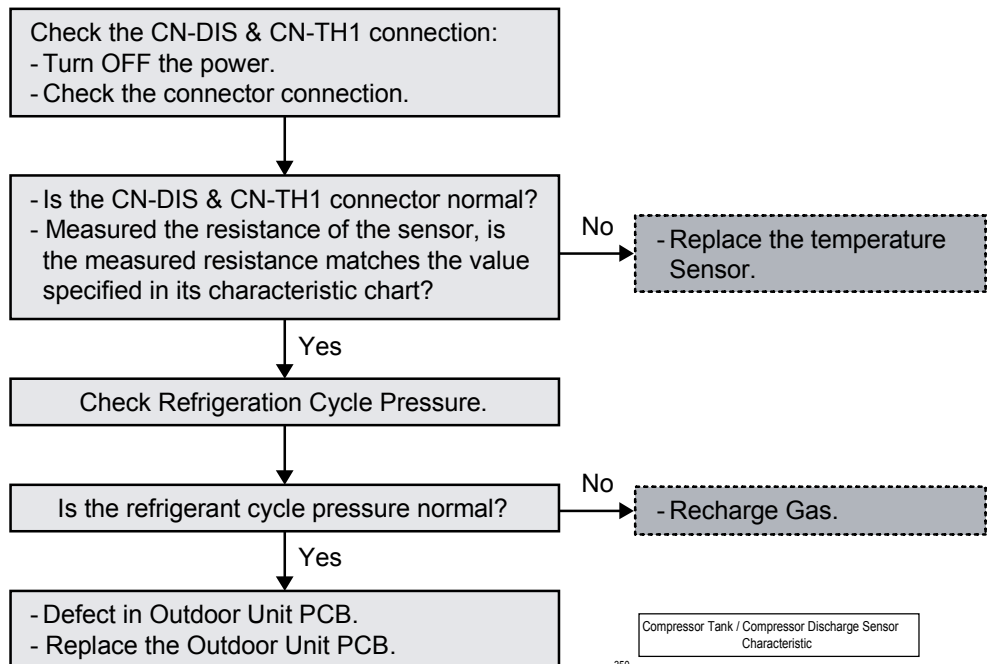 Check the CN-DIS & CN-TH1 connection:
- Turn OFF the power.
- Check the connector connection.
- Is the CN-DIS & CN-TH1 connector normal?
- Measured the resistance of the sensor, is
the measured resistance matches the value
specified in its characteristic chart?
No
- Replace the temperature
Sensor.
Yes
Check Refrigeration Cycle Pressure.
Is the refrigerant cycle pressure normal?
No
- Recharge Gas.
Yes
- Defect in Outdoor Unit PCB.
- Replace the Outdoor Unit PCB.
Compressor Tank / Compressor Discharge Sensor
Characteristic